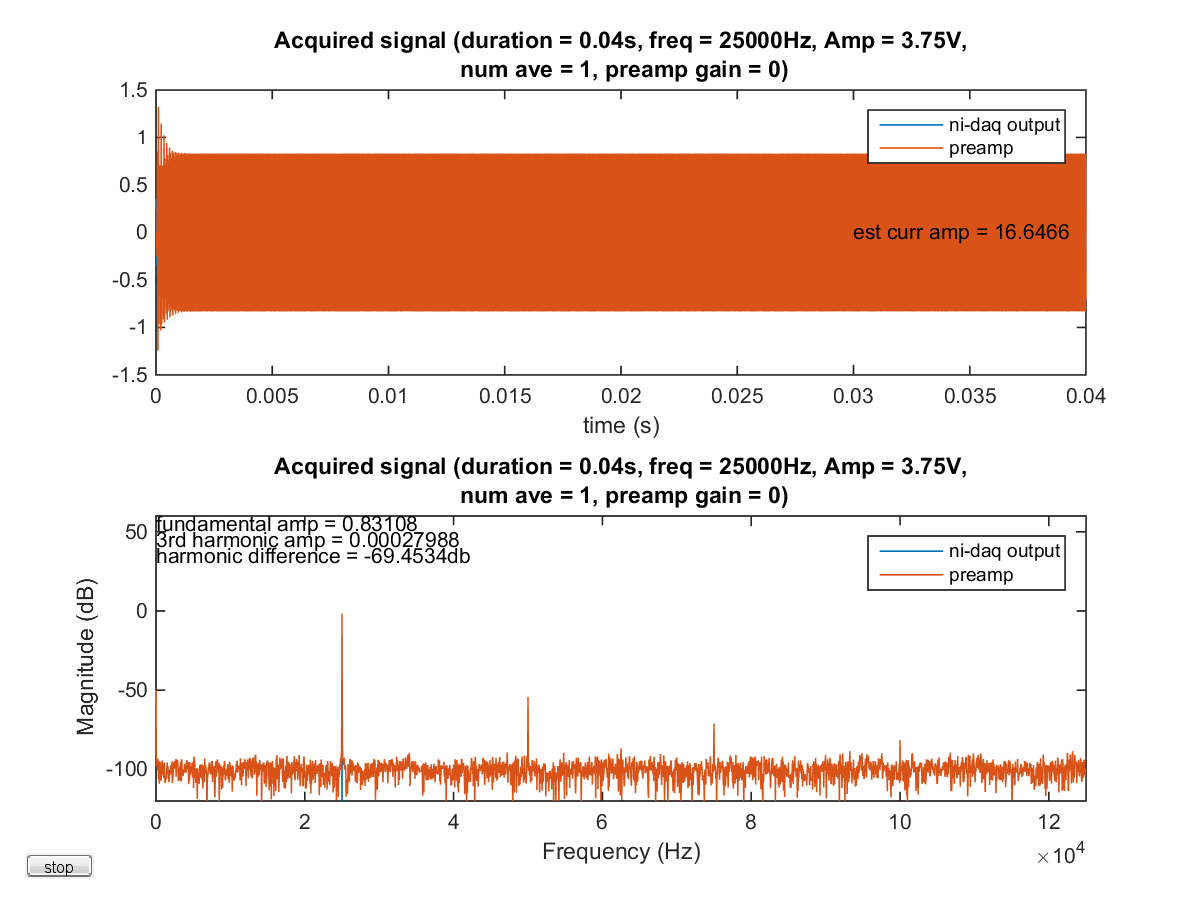 Acquired signal (duration = 0.04s, freq = 25000Hz, Amp = 3.75V,
num ave = 1, preamp gain = 0)
1.5
1
0.5
0
-0.5
-1
-1.5
ni-daq output
preamp
est curr amp = 16.6466
0 0.005 0.01 0.015 0.02 0.025 0.03 0.035 0.04
time (s)
Acquired signal (duration = 0.04s, freq = 25000Hz, Amp = 3.75V,
num ave = 1, preamp gain = 0)
fundamental amp = 0.83108
3rd harmonic amp = 0.00027988
harmonic difference = -69.4534db
ni-daq output
preamp
50
0
-50
-100
Magnitude (dB)
0 2 4 6 8 10 12
Frequency (Hz)
×10^4
stop